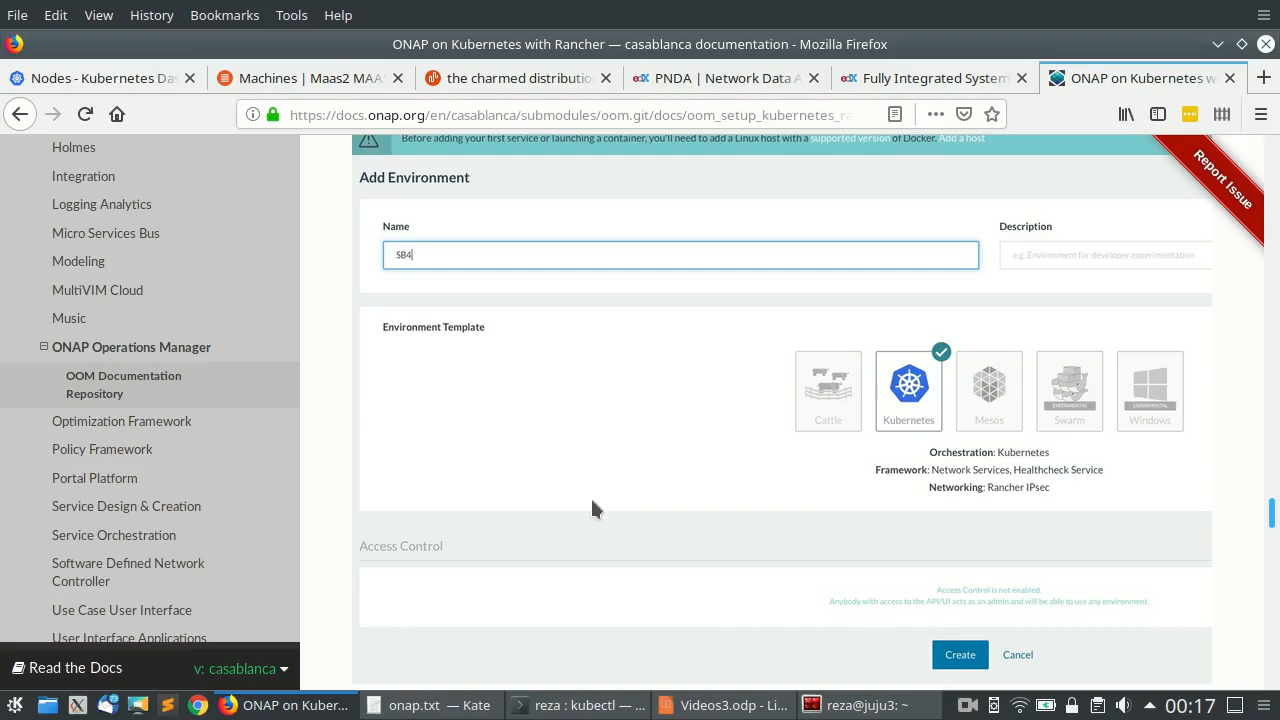 File Edit View History Bookmarks Tools Help
ONAP on Kubernetes with Rancher — casablanca documentation - Mozilla Firefox
Nodes - Kubernetes Das
Machines | Maas2 MAAS
the charmed distributio
edX PNDA | Network Data A
edX Fully Integrated System
ONAP on Kubernetes w
https://docs.onap.org/en/casablanca/submodules/oom.git/docs/oom_setup_kubernetes_ra
Holmes
Integration
Logging Analytics
Micro Services Bus
Modeling
MultiVIM Cloud
Music
ONAP Operations Manager
OOM Documentation
Repository
Optimization Framework
Policy Framework
Portal Platform
Service Design & Creation
Service Orchestration
Software Defined Network
Controller
Use Case User Interface
User Interface Applications
Read the Docs v: casablanca
Before adding your first service or launching a container, you'll need to add a Linux host with a supported version of Docker. Add a host
Report Issue
Add Environment
Name Description
SB4 e.g. Environment for developer experimentation
Environment Template
EXPERIMENTAL EXPERIMENTAL
Cattle Kubernetes Mesos Swarm Windows
Orchestration: Kubernetes
Framework: Network Services, Healthcheck Service
Networking: Rancher IPsec
Access Control
Access Control is not enabled.
Anybody with access to the API/UI acts as an admin and will be able to use any environment.
Create Cancel
ONAP on Kuber... onap.txt — Kate reza : kubectl — ... Videos3.odp - Li... reza@juju3: ~ 00:17